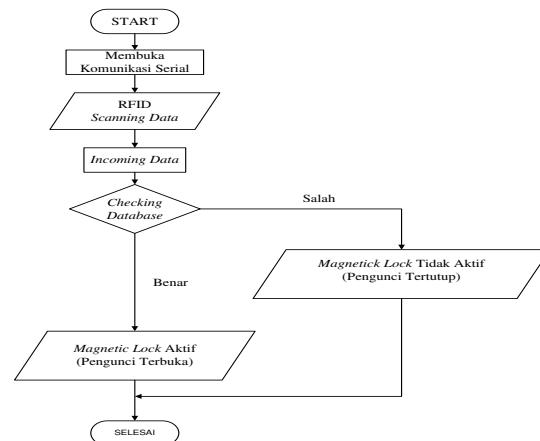 START
Membuka
Komunikasi Serial
RFID
Scanning Data
Incoming Data
Checking
Database
Salah
Magnetick Lock Tidak Aktif
(Pengunci Tertutup)
Benar
Magnetic Lock Aktif
(Pengunci Terbuka)
SELESAI